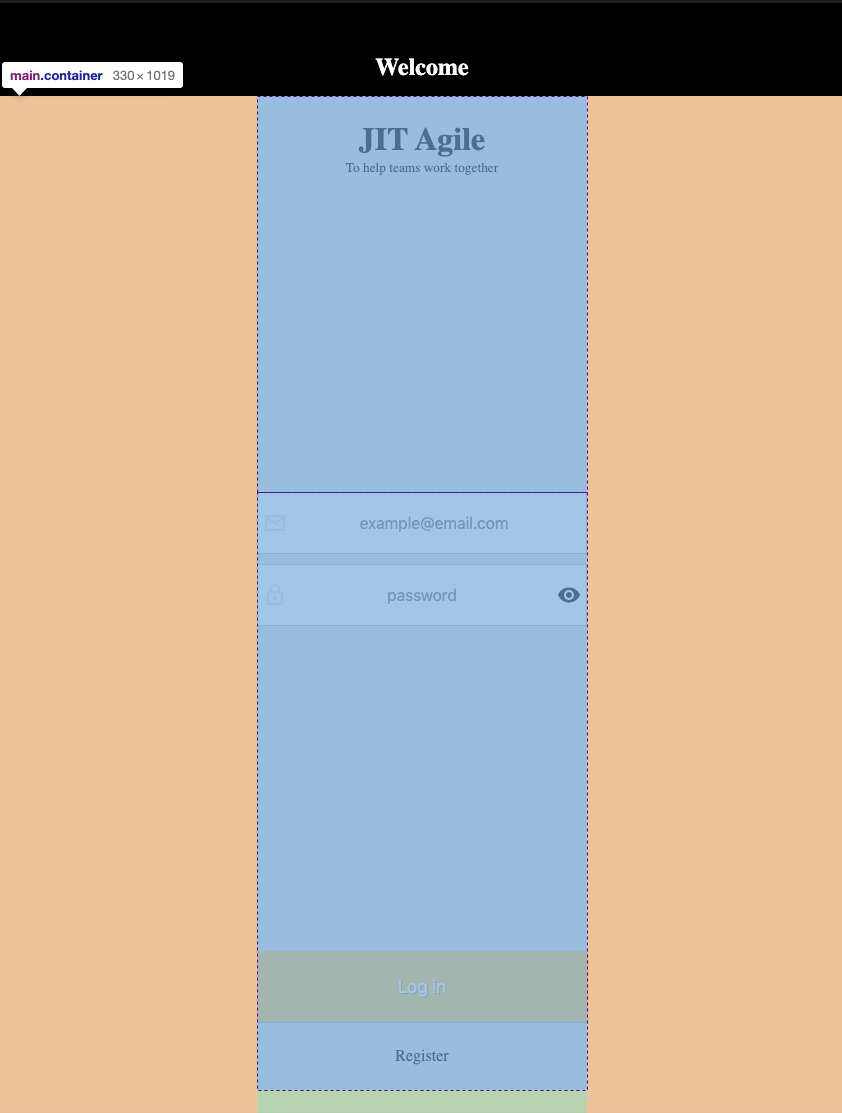 Welcome
main.container 330 × 1019
JIT Agile
To help teams work together
example@email.com
password
Log in
Register